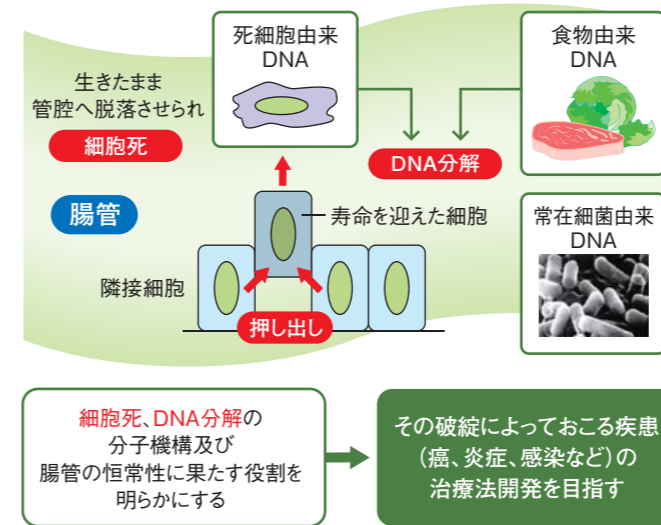 死細胞由来
DNA
食物由来
DNA
生きたまま
管腔へ脱落させられ
細胞死
DNA分解
腸管
寿命を迎えた細胞
常在細菌由来
DNA
隣接細胞
押し出し
細胞死、DNA分解の
分子機構及び
腸管の恒常性に果たす役割を
明らかにする
その破綻によっておこる疾患
（癌、炎症、感染など）の
治療法開発を目指す